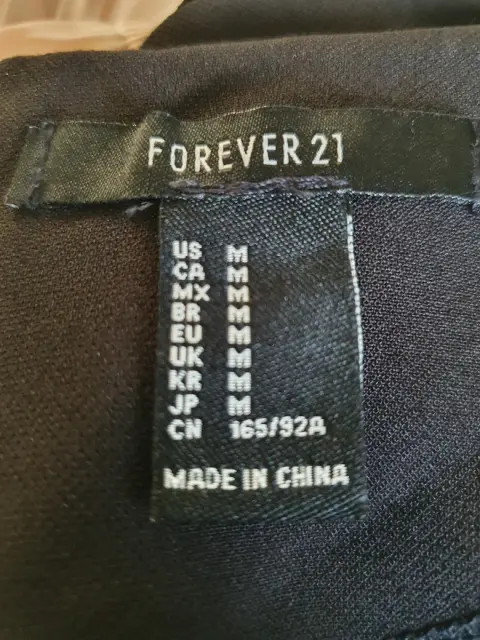 FOREVER 21
US M
CA M
MX M
BR M
EU M
UK M
KR M
JP M
CN 165/92A
MADE IN CHINA